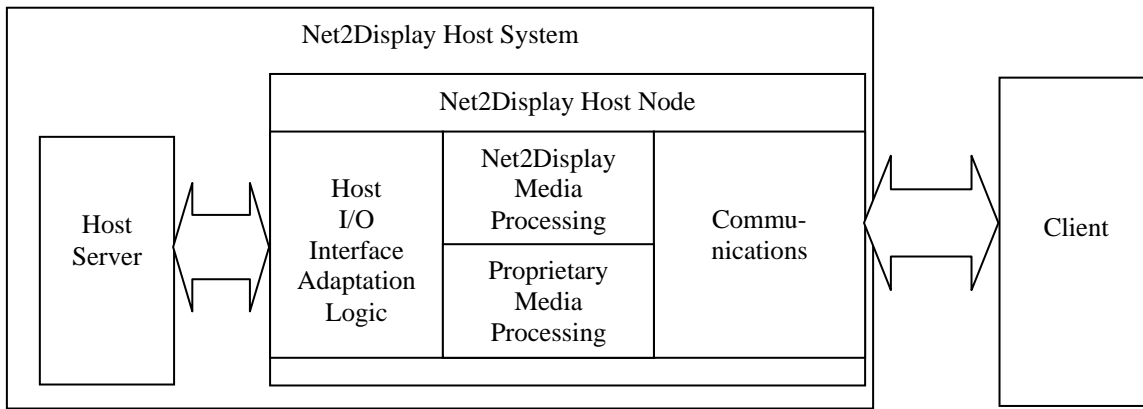 Net2Display Host System
Net2Display Host Node
Host
Server
Host
I/O
Interface
Adaptation
Logic
Net2Display
Media
Processing
Proprietary
Media
Processing
Commu-
nications
Client